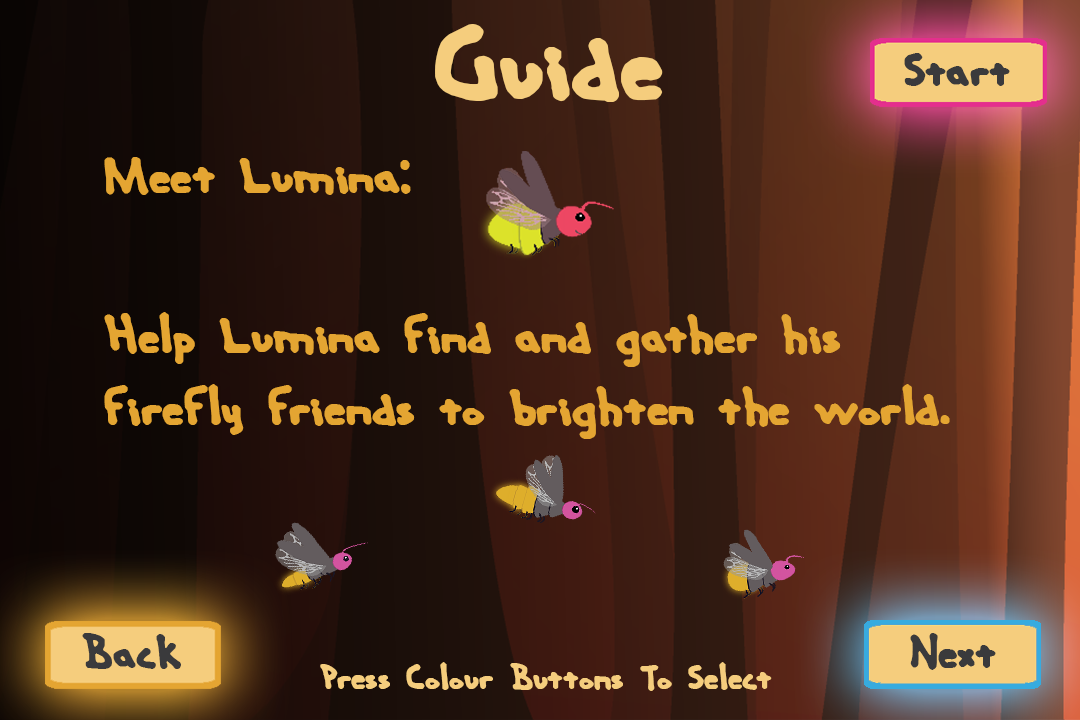 Guide
Start
Meet Lumina:
Help Lumina find and gather his
firefly friends to brighten the world.
Back
Press Colour Buttons To Select
Next